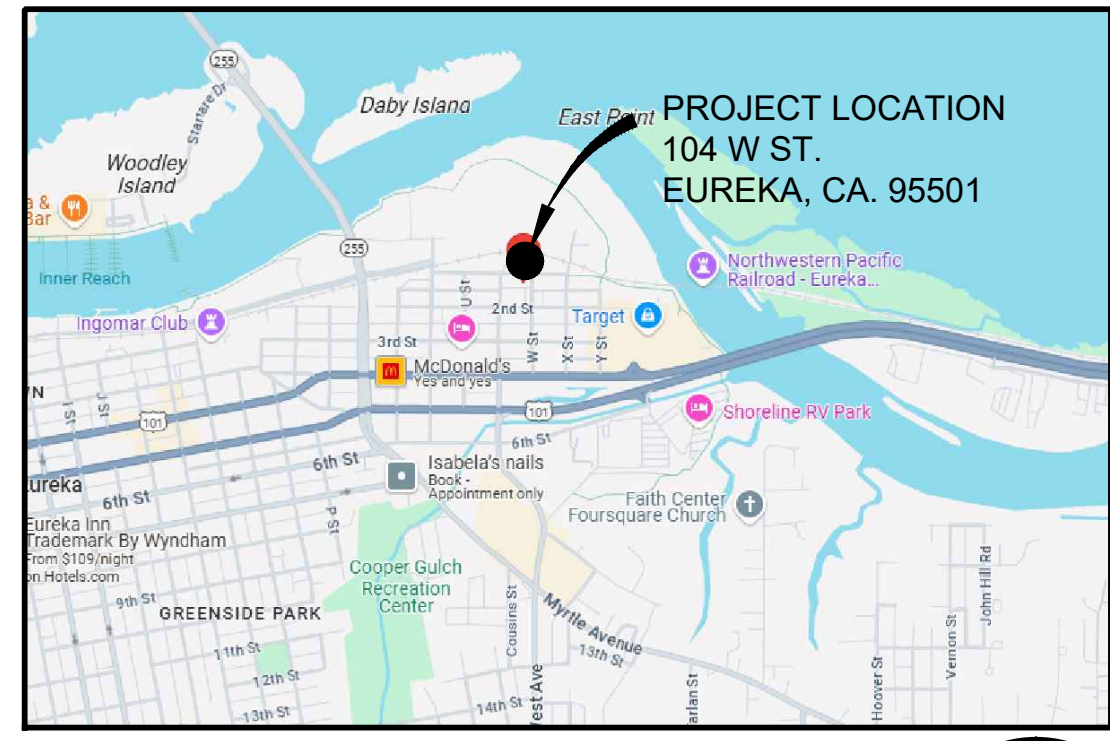 255
Startare Dr
Daby Island
East Point
PROJECT LOCATION
104 W ST.
EUREKA, CA. 95501
Woodley
Island
a &
Bar
255
Inner Reach
Northwestern Pacific
Railroad - Eureka...
U St
2nd St
Ingomar Club
Target
3rd St
W St
X St
Y St
McDonald's
Yes and yes
WN
I St
J St
101
101
Shoreline RV Park
6th St
6th St
Isabela's nails
Book -
Appointment only
Eureka
6th St
P St
Faith Center
Foursquare Church
Eureka Inn
Trademark By Wyndham
From $109/night
on Hotels.com
Cooper Gulch
Recreation
Center
9th St
GREENSIDE PARK
Cousins St
Myrtle Avenue
John Hill Rd
11th St
13th St
Vernon St
12th St
Hoover St
14th St
West Ave
arlan St
13th St